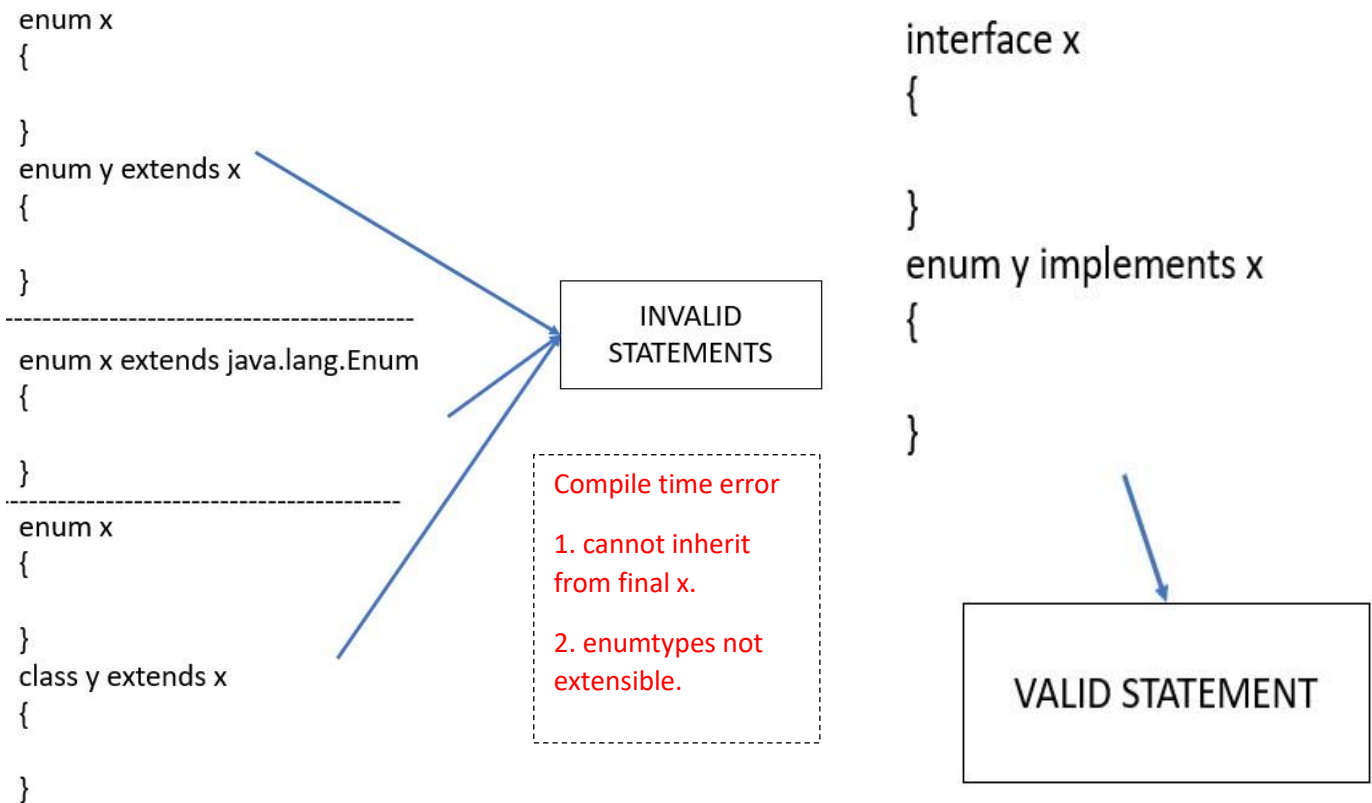 enum x
{
}
enum y extends x
{
}
-------------------------------------------
enum x extends java.lang.Enum
{
}
------------------------------------------
enum x
{
}
class y extends x
{
}
INVALID
STATEMENTS
Compile time error
1. cannot inherit
from final x.
2. enumtypes not
extensible.
interface x
{
}
enum y implements x
{
}
VALID STATEMENT